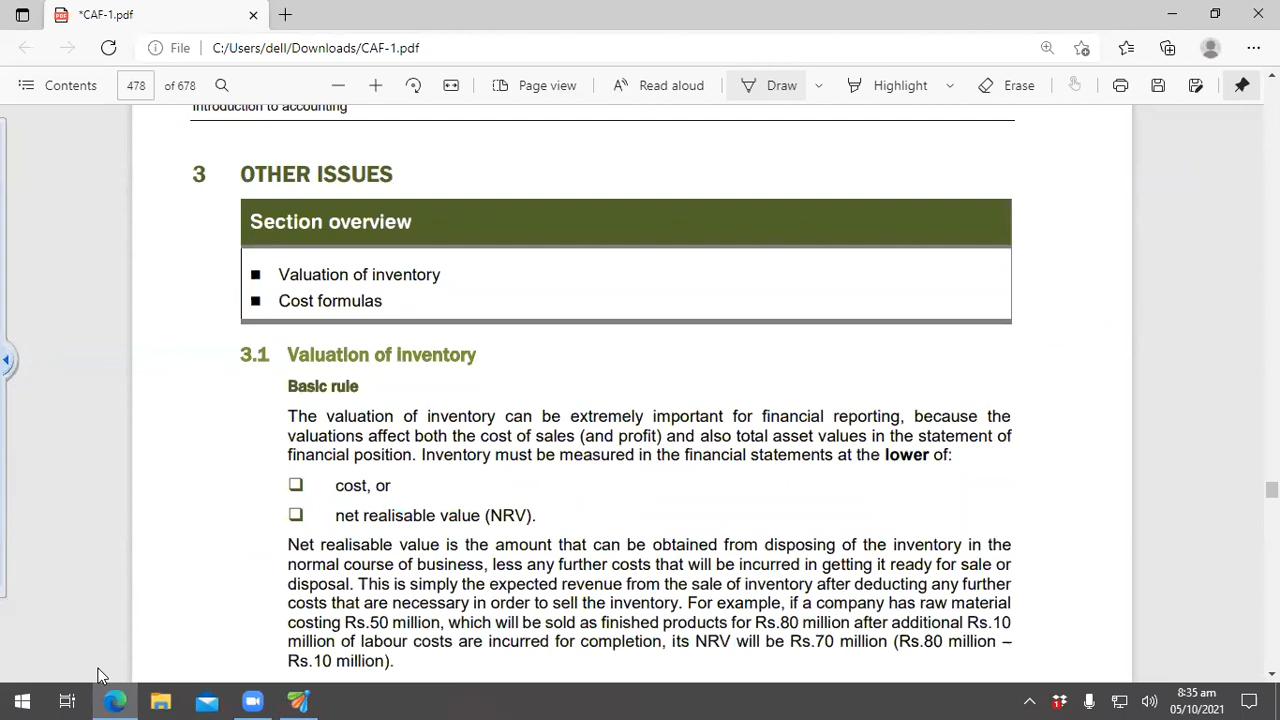 *CAF-1.pdf
File C:/Users/dell/Downloads/CAF-1.pdf
Contents 478 of 678 Page view Read aloud Draw Highlight Erase
Introduction to accounting
3 OTHER ISSUES
Section overview
■ Valuation of inventory
■ Cost formulas
3.1 Valuation of inventory
Basic rule
The valuation of inventory can be extremely important for financial reporting, because the
valuations affect both the cost of sales (and profit) and also total asset values in the statement of
financial position. Inventory must be measured in the financial statements at the lower of:
❑ cost, or
❑ net realisable value (NRV).
Net realisable value is the amount that can be obtained from disposing of the inventory in the
normal course of business, less any further costs that will be incurred in getting it ready for sale or
disposal. This is simply the expected revenue from the sale of inventory after deducting any further
costs that are necessary in order to sell the inventory. For example, if a company has raw material
costing Rs.50 million, which will be sold as finished products for Rs.80 million after additional Rs.10
million of labour costs are incurred for completion, its NRV will be Rs.70 million (Rs.80 million –
Rs.10 million).
8:35 am
05/10/2021